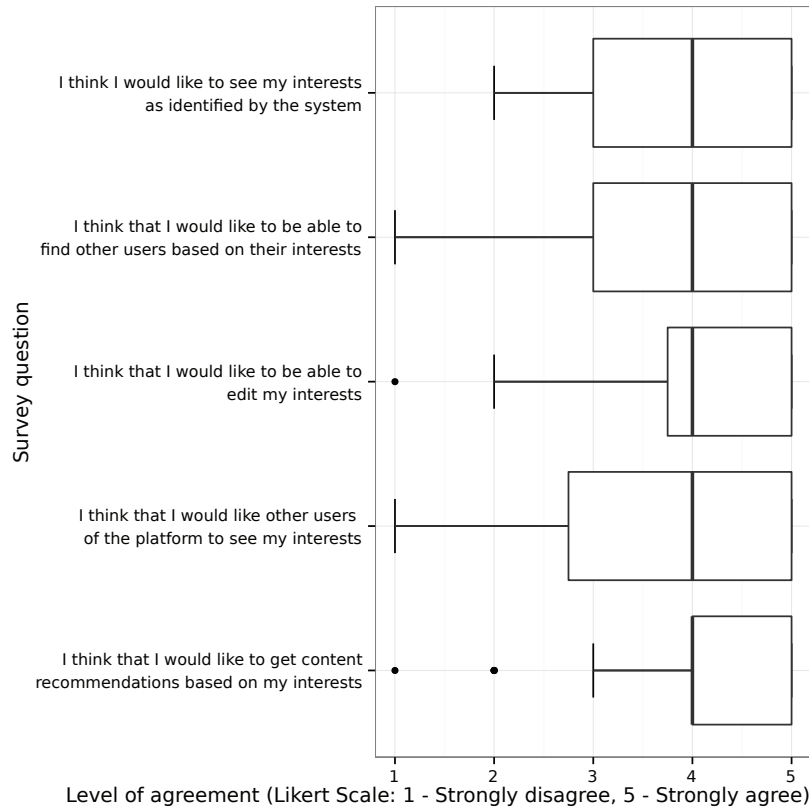 I think I would like to see my interests
as identified by the system
I think that I would like to be able to
find other users based on their interests
I think that I would like to be able to
edit my interests
I think that I would like other users
of the platform to see my interests
I think that I would like to get content
recommendations based on my interests
Survey question
1 2 3 4 5
Level of agreement (Likert Scale: 1 - Strongly disagree, 5 - Strongly agree)